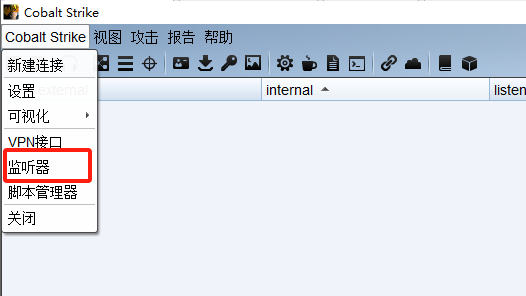 Cobalt Strike
Cobalt Strike 视图 攻击 报告 帮助
新建连接
设置
可视化
VPN接口
监听器
脚本管理器
关闭
external internal listen